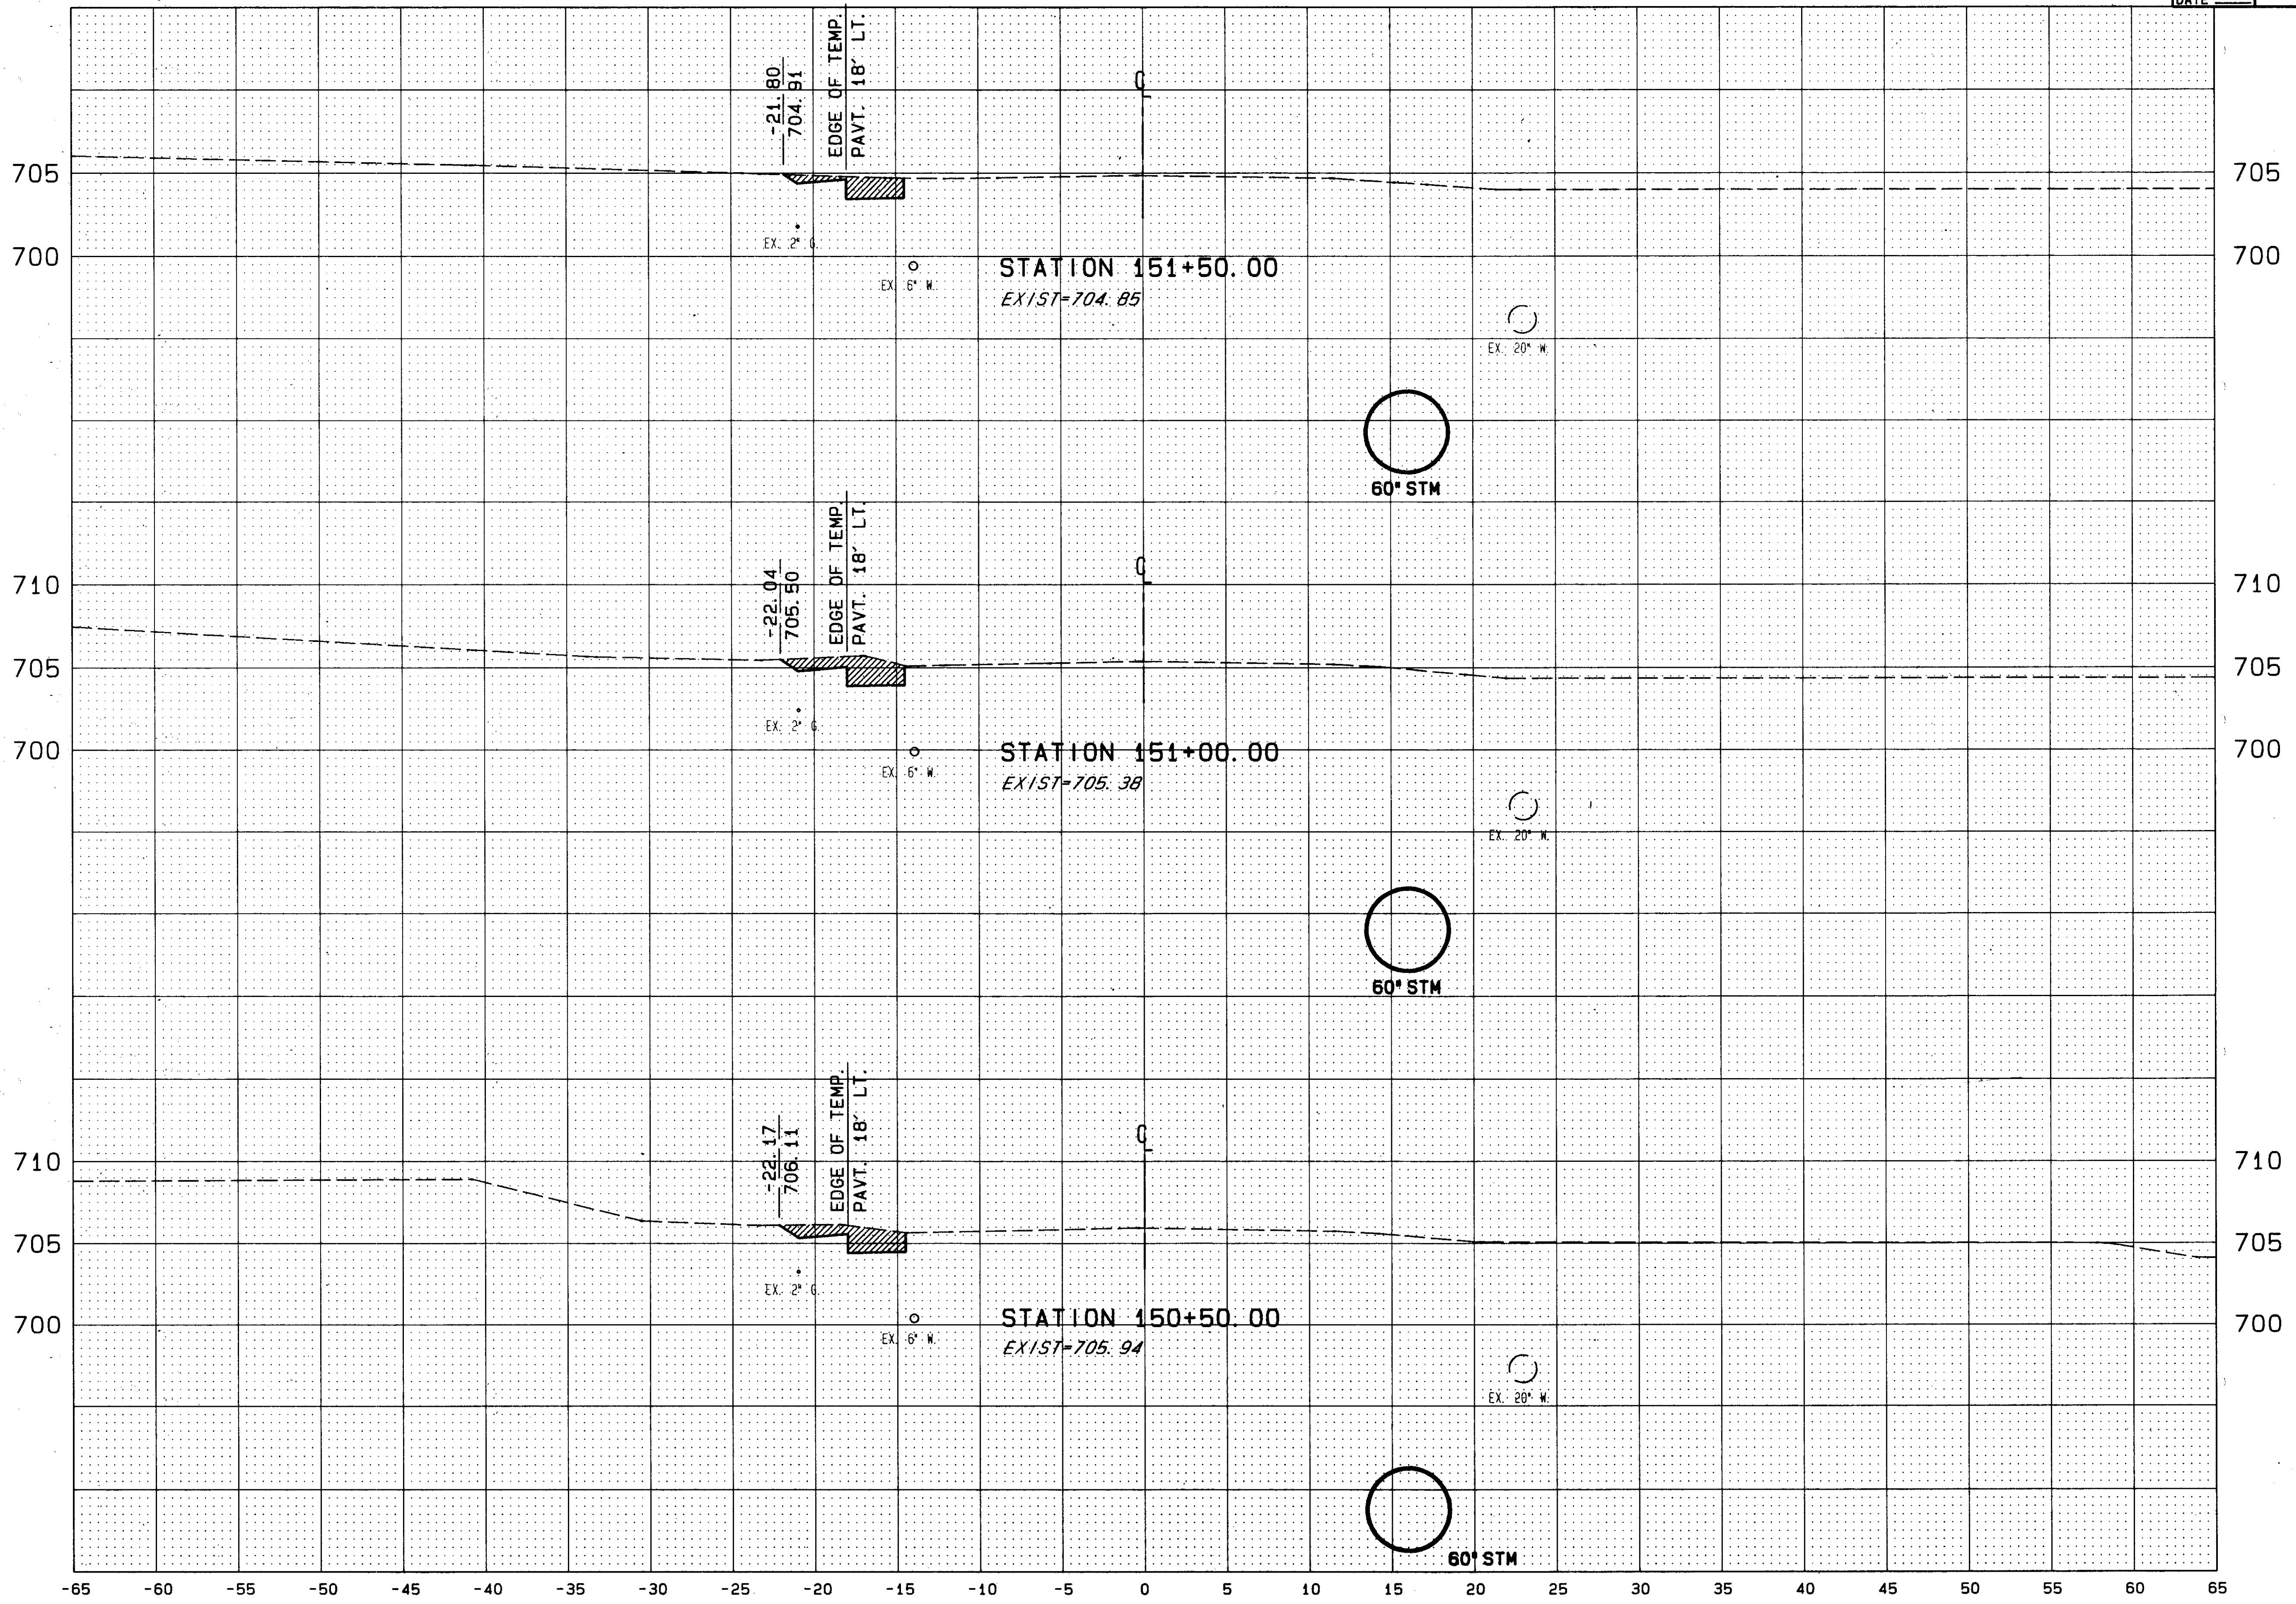 DATE
-21.80
704.91
EDGE OF TEMP.
PAVT. 18' LT.
705
705
EX. 2" G.
700
700
EX. 6" W.
STATION 151+50.00
EXIST=704.85
EX. 20" W.
60" STM
-22.04
705.50
EDGE OF TEMP.
PAVT. 18' LT.
710
710
705
705
EX. 2" G.
700
700
EX. 6" W.
STATION 151+00.00
EXIST=705.38
EX. 20" W.
60" STM
-22.17
706.11
EDGE OF TEMP.
PAVT. 18' LT.
710
710
705
705
EX. 2" G.
700
700
EX. 6" W.
STATION 150+50.00
EXIST=705.94
EX. 20" W.
60" STM
-65 -60 -55 -50 -45 -40 -35 -30 -25 -20 -15 -10 -5 0 5 10 15 20 25 30 35 40 45 50 55 60 65